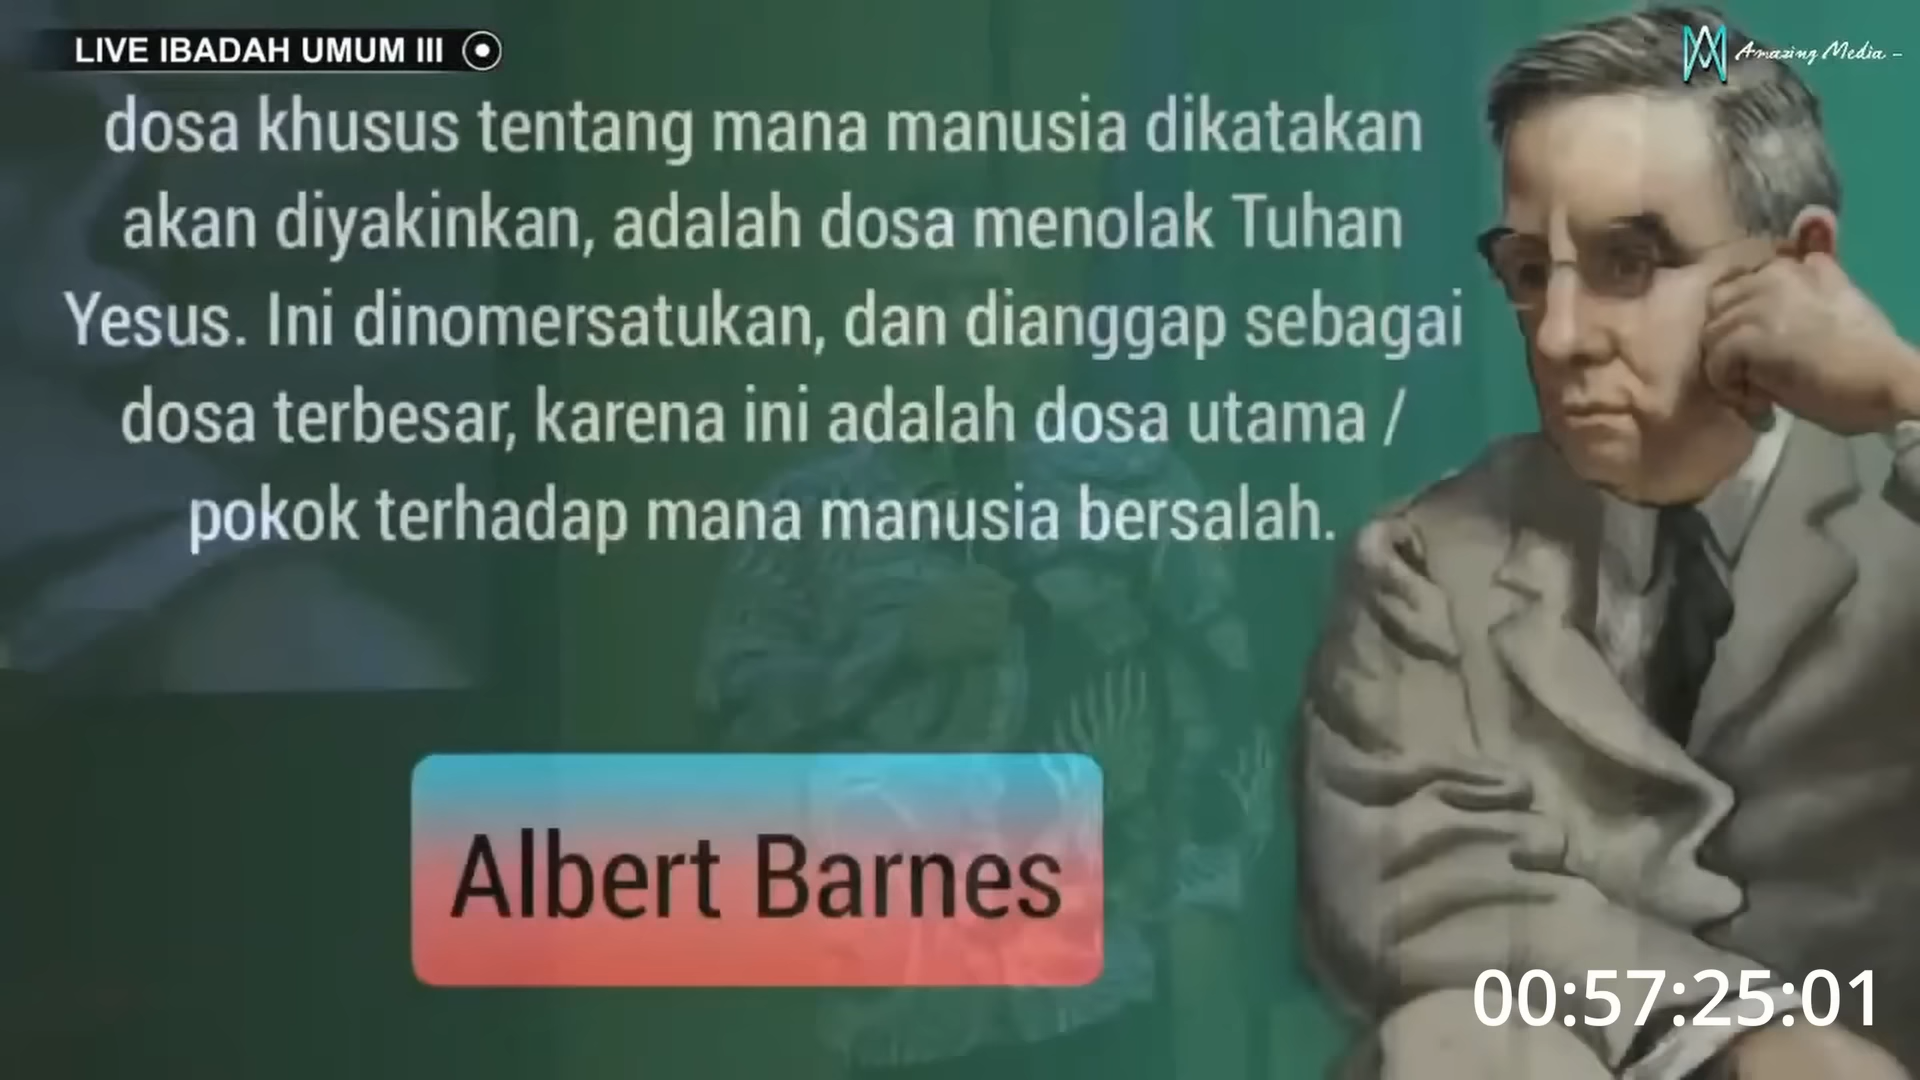 LIVE IBADAH UMUM III
Amazing Media -
dosa khusus tentang mana manusia dikatakan
akan diyakinkan, adalah dosa menolak Tuhan
Yesus. Ini dinomersatukan, dan dianggap sebagai
dosa terbesar, karena ini adalah dosa utama /
pokok terhadap mana manusia bersalah.
Albert Barnes
00:57:25:01